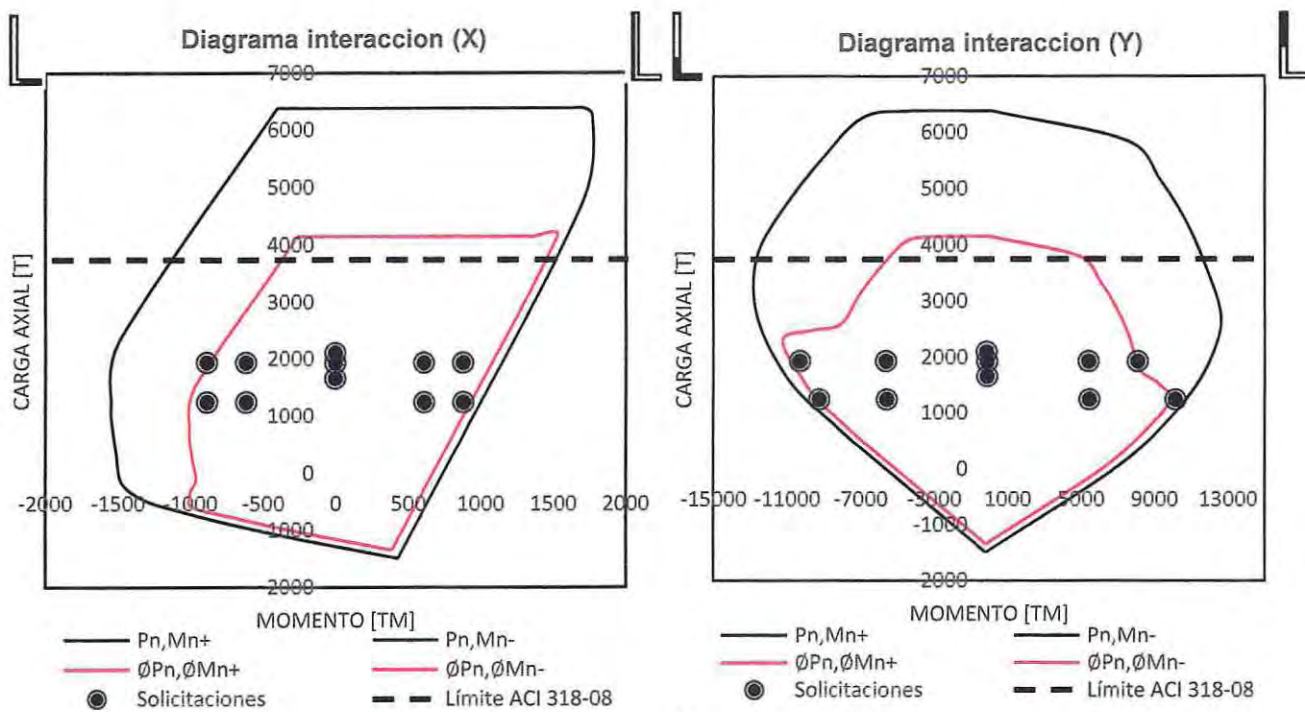 Diagrama interaccion (X)
7000
6000
5000
4000
3000
2000
1000
0
-2000 -1500 -1000 -500 0 500 1000 1500 2000
1000
2000
CARGA AXIAL [T]
MOMENTO [TM]
Pn,Mn+ Pn,Mn-
ØPn,ØMn+ ØPn,ØMn-
Solicitaciones Límite ACI 318-08
Diagrama interaccion (Y)
7000
6000
5000
4000
3000
2000
1000
0
-15000 -11000 -7000 -3000 1000 5000 9000 13000
-1000
2000
CARGA AXIAL [T]
MOMENTO [TM]
Pn,Mn+ Pn,Mn-
ØPn,ØMn+ ØPn,ØMn-
Solicitaciones Límite ACI 318-08